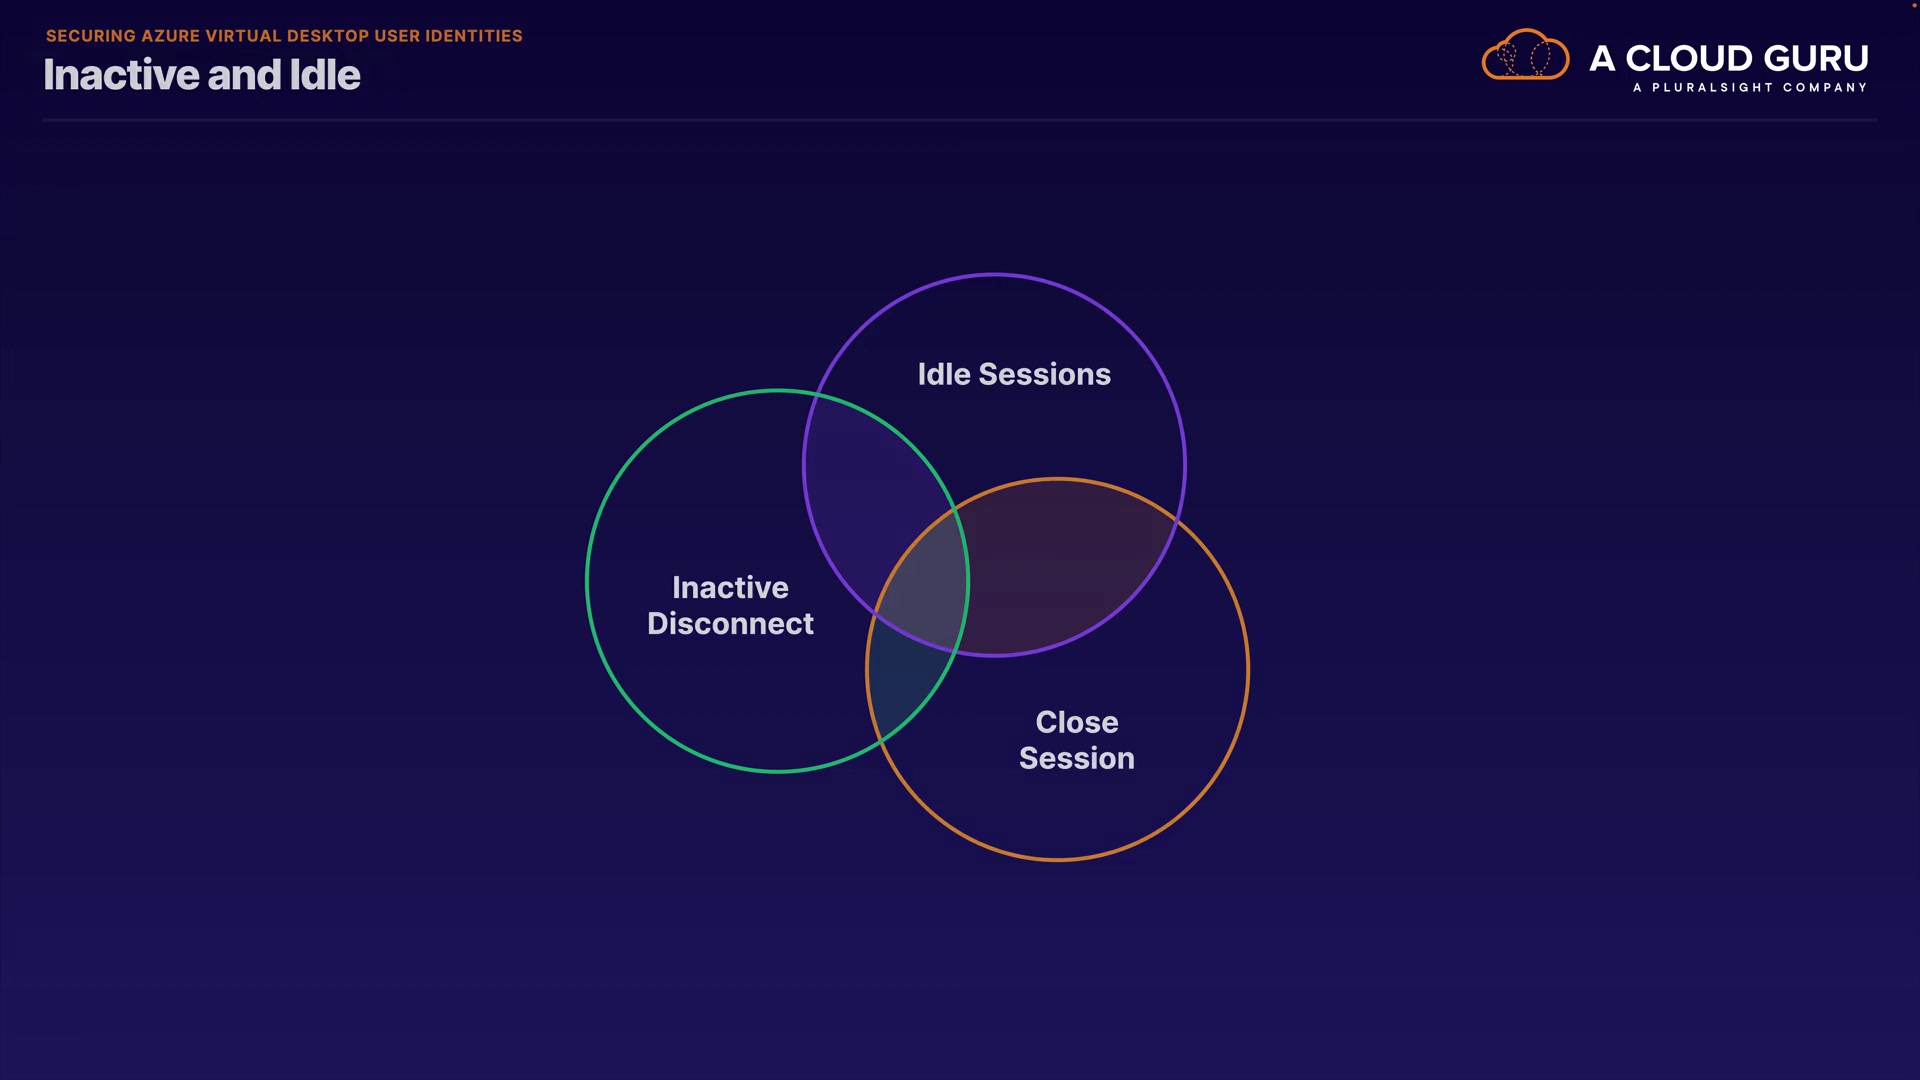 SECURING AZURE VIRTUAL DESKTOP USER IDENTITIES
Inactive and Idle
A CLOUD GURU
A PLURALSIGHT COMPANY
Idle Sessions
Inactive
Disconnect
Close
Session